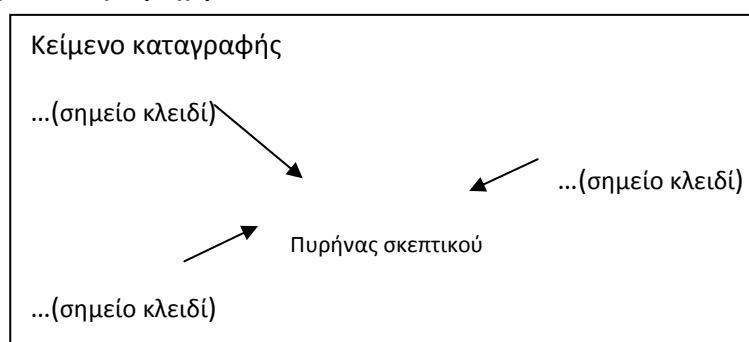 Κείμενο καταγραφής
...(σημείο κλειδί)
...(σημείο κλειδί)
Πυρήνας σκεπτικού
...(σημείο κλειδί)